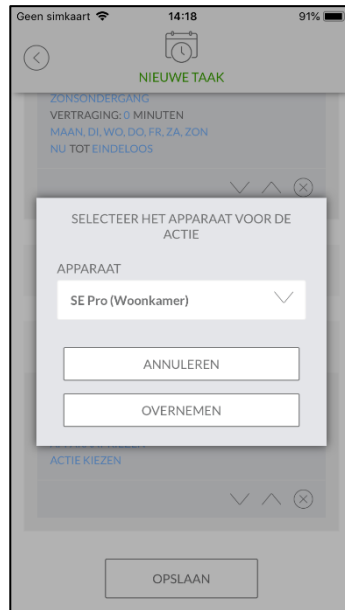 Geen simkaart 14:18 91%
NIEUWE TAAK
ZONSONDERGANG
VERTRAGING: 0 MINUTEN
MAAN, DI, WO, DO, FR, ZA, ZON
NU TOT EINDELOOS
SELECTEER HET APPARAAT VOOR DE
ACTIE
APPARAAT
SE Pro (Woonkamer)
ANNULEREN
OVERNEMEN
ACTIE KIEZEN
OPSLAAN